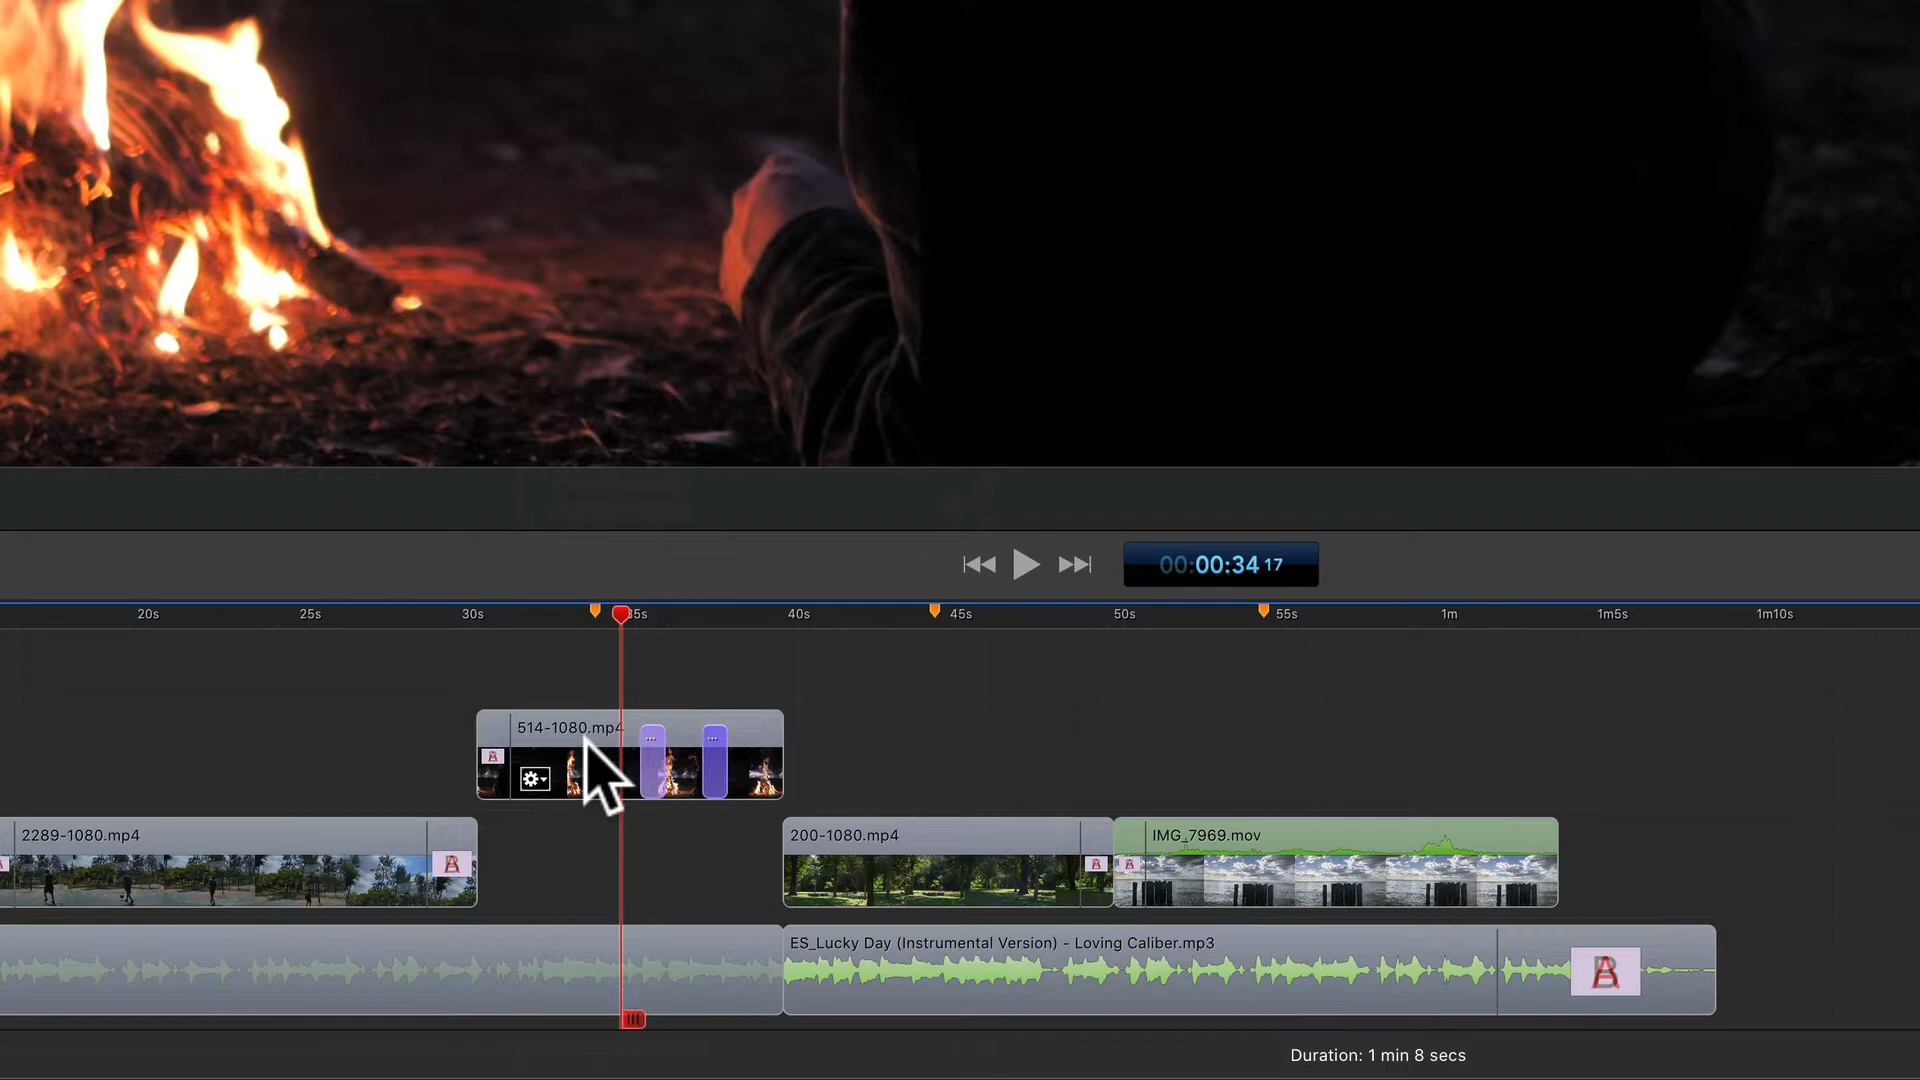 00:00:34 17
20s 25s 30s 35s 40s 45s 50s 55s 1m 1m5s 1m10s
514-1080.mp4
2289-1080.mp4 200-1080.mp4 IMG_7969.mov
ES_Lucky Day (Instrumental Version) - Loving Caliber.mp3
Duration: 1 min 8 secs